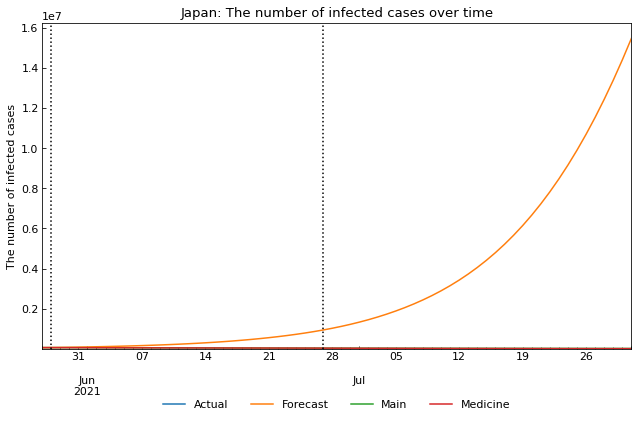 Japan: The number of infected cases over time
1e7
The number of infected cases
1.6
1.4
1.2
1.0
0.8
0.6
0.4
0.2
31 07 14 21 28 05 12 19 26
Jun Jul
2021
Actual Forecast Main Medicine